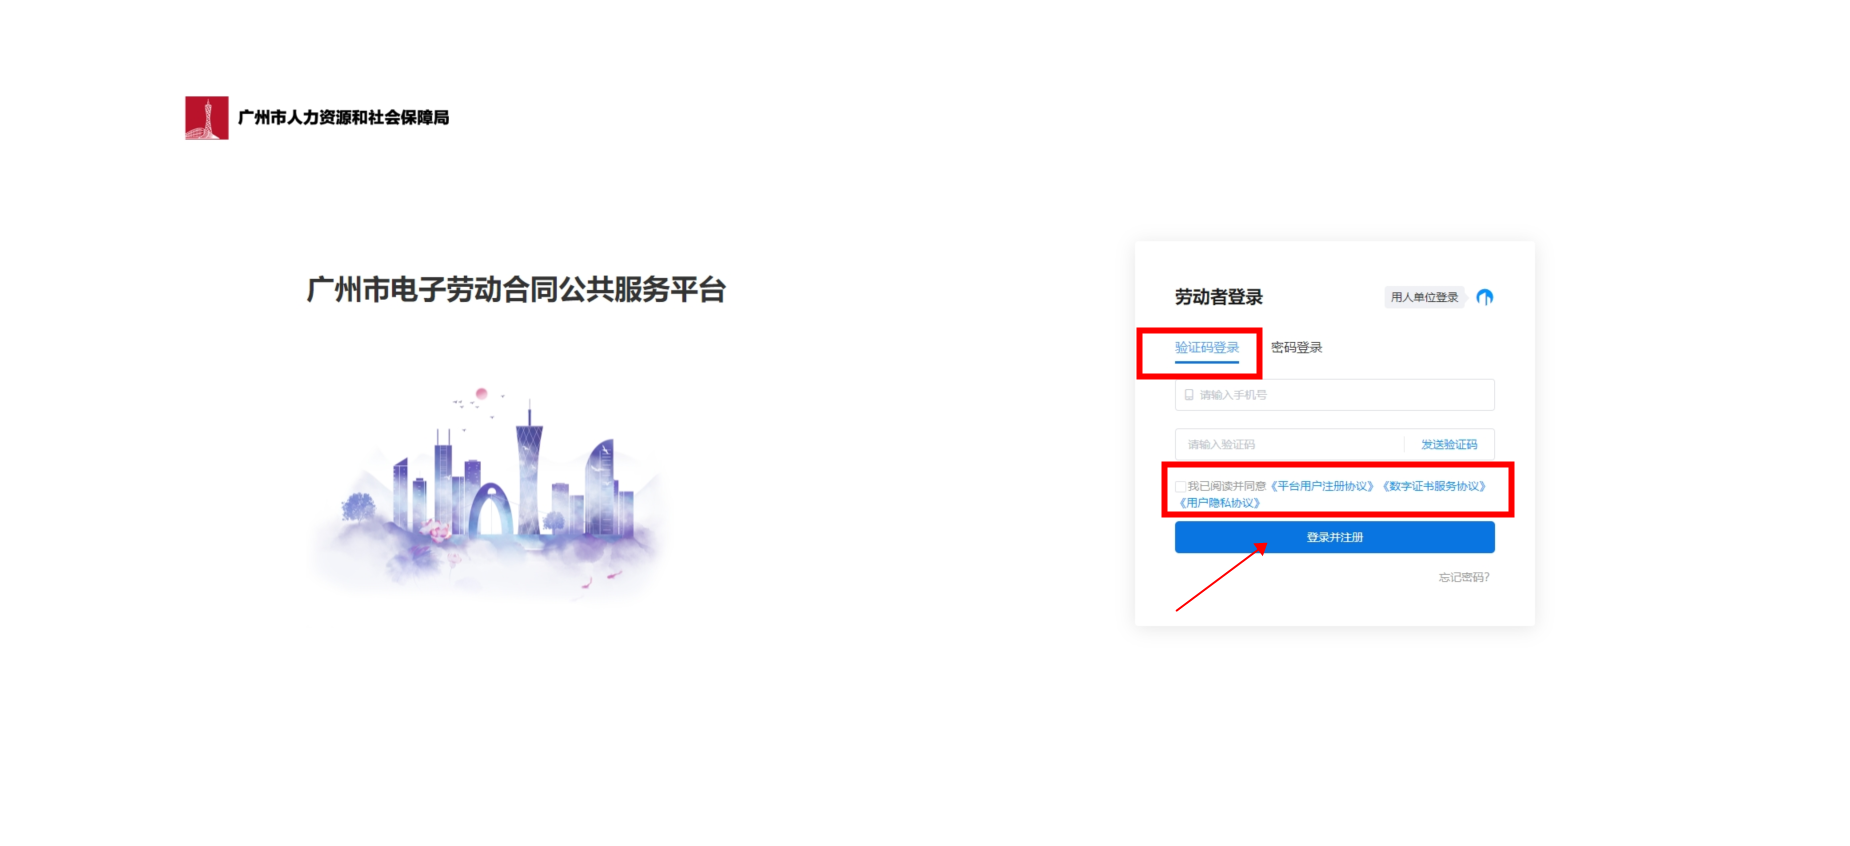 广州市人力资源和社会保障局
广州市电子劳动合同公共服务平台
劳动者登录
用人单位登录
验证码登录
密码登录
请输入手机号
请输入验证码
发送验证码
我已阅读并同意《平台用户注册协议》《数字证书服务协议》
《用户隐私协议》
登录并注册
忘记密码?